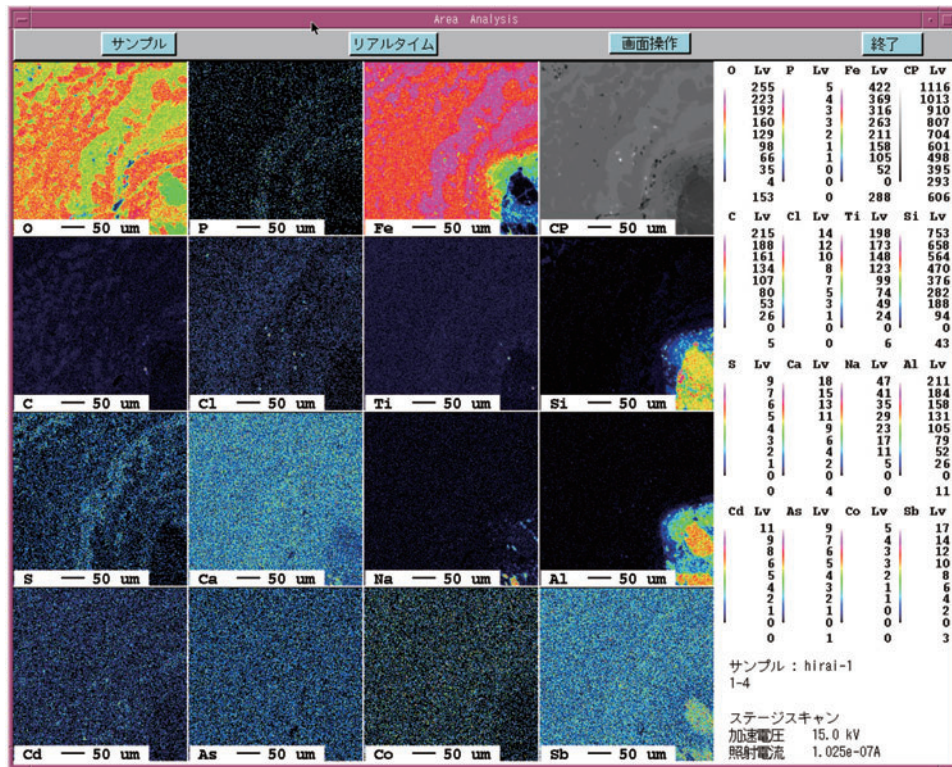 Area Analysis
サンプル リアルタイム 画面操作 終了
O 50 um P 50 um Fe 50 um CP 50 um
C 50 um Cl 50 um Ti 50 um Si 50 um
S 50 um Ca 50 um Na 50 um Al 50 um
Cd 50 um As 50 um Co 50 um Sb 50 um
O Lv P Lv Fe Lv CP Lv
255 5 422 1116
223 4 369 1013
192 3 316 910
160 3 263 807
129 2 211 704
98 1 158 601
66 1 105 498
35 0 52 395
4 0 0 293
153 0 288 606
C Lv Cl Lv Ti Lv Si Lv
215 14 198 753
188 12 173 658
161 10 148 564
134 8 123 470
107 7 99 376
80 5 74 282
53 3 49 188
26 1 24 94
0 0 0 0
5 0 6 43
S Lv Ca Lv Na Lv Al Lv
9 18 47 211
7 15 41 184
6 13 35 158
5 11 29 131
4 9 23 105
3 6 17 79
2 4 11 52
1 2 5 26
0 0 0 0
0 4 0 11
Cd Lv As Lv Co Lv Sb Lv
11 9 5 17
9 7 4 14
8 6 3 12
6 5 3 10
5 4 2 8
4 3 1 6
2 2 1 4
1 1 0 2
0 0 0 0
0 1 0 3
サンプル : hirai-1
1-4
ステージスキャン
加速電圧 15.0 kV
照射電流 1.025e-07A